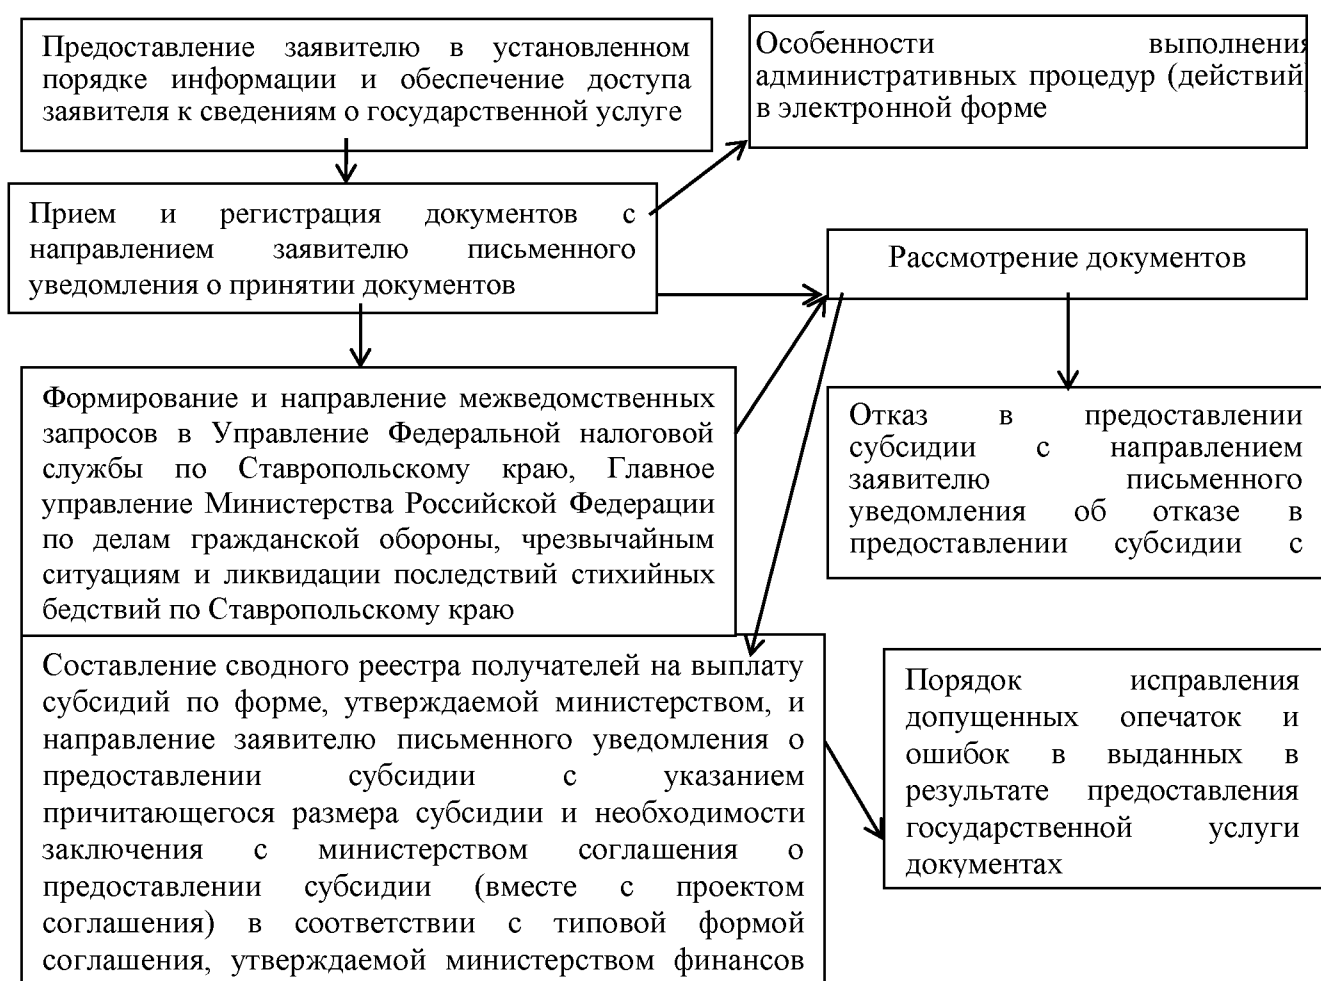 Предоставление заявителю в установленном
порядке информации и обеспечение доступа
заявителя к сведениям о государственной услуге
Особенности выполнения
административных процедур (действий)
в электронной форме
Прием и регистрация документов с
направлением заявителю письменного
уведомления о принятии документов
Рассмотрение документов
Формирование и направление межведомственных
запросов в Управление Федеральной налоговой
службы по Ставропольскому краю, Главное
управление Министерства Российской Федерации
по делам гражданской обороны, чрезвычайным
ситуациям и ликвидации последствий стихийных
бедствий по Ставропольскому краю
Отказ в предоставлении
субсидии с направлением
заявителю письменного
уведомления об отказе в
предоставлении субсидии с
Составление сводного реестра получателей на выплату
субсидий по форме, утверждаемой министерством, и
направление заявителю письменного уведомления о
предоставлении субсидии с указанием
причитающегося размера субсидии и необходимости
заключения с министерством соглашения о
предоставлении субсидии (вместе с проектом
соглашения) в соответствии с типовой формой
соглашения, утверждаемой министерством финансов
Порядок исправления
допущенных опечаток и
ошибок в выданных в
результате предоставления
государственной услуги
документах